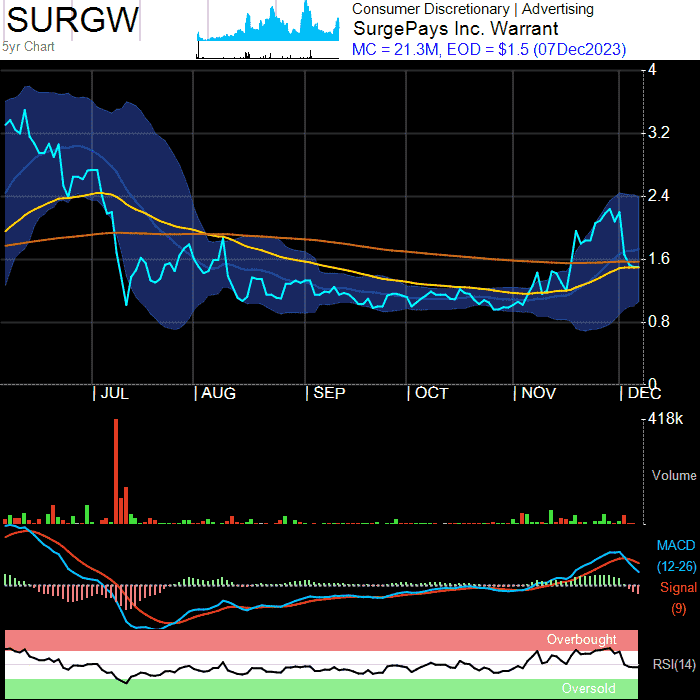 SURGW
5yr Chart
Consumer Discretionary | Advertising
SurgePays Inc. Warrant
MC = 21.3M, EOD = $1.5 (07Dec2023)
4
3.2
2.4
1.6
0.8
0
| JUL | AUG | SEP | OCT | NOV | DEC
418k
Volume
MACD
(12-26)
Signal
(9)
Overbought
RSI(14)
Oversold